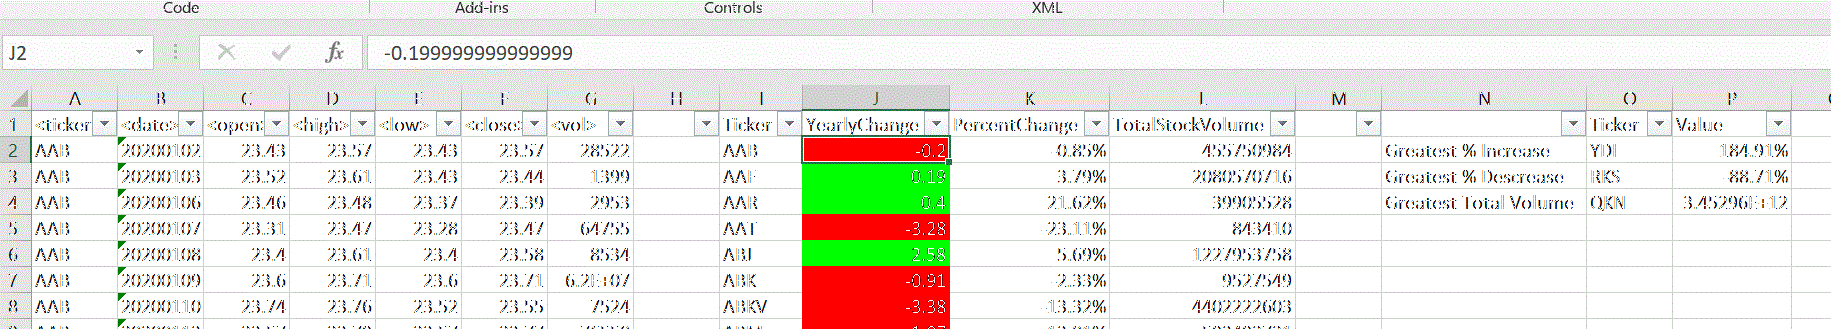 Code Add-ins Controls XML
J2 fx -0.199999999999999
A B C D E F G H I J K L M N O P
1 <ticker <date> <open> <high> <low> <close> <vol> Ticker YearlyChange PercentChange TotalStockVolume Ticker Value
2 AAB 20200102 23.43 23.57 23.43 23.57 28522 AAB -0.2 -0.85% 455750984 Greatest % Increase YDI 184.91%
3 AAB 20200103 23.52 23.61 23.43 23.44 1399 AAF 0.19 3.79% 2080570716 Greatest % Descrease RKS -88.71%
4 AAB 20200106 23.46 23.48 23.37 23.39 2953 AAR 0.4 21.62% 39905528 Greatest Total Volume QKN 3.45296E+12
5 AAB 20200107 23.31 23.47 23.28 23.47 64755 AAT -3.28 -23.11% 843410
6 AAB 20200108 23.4 23.61 23.4 23.58 8534 ABJ 2.58 5.69% 1227953758
7 AAB 20200109 23.6 23.71 23.6 23.71 6.2E+07 ABK -0.91 -2.33% 9527549
8 AAB 20200110 23.74 23.76 23.52 23.55 7524 ABKV -3.38 -13.32% 4402222603
9 AAB